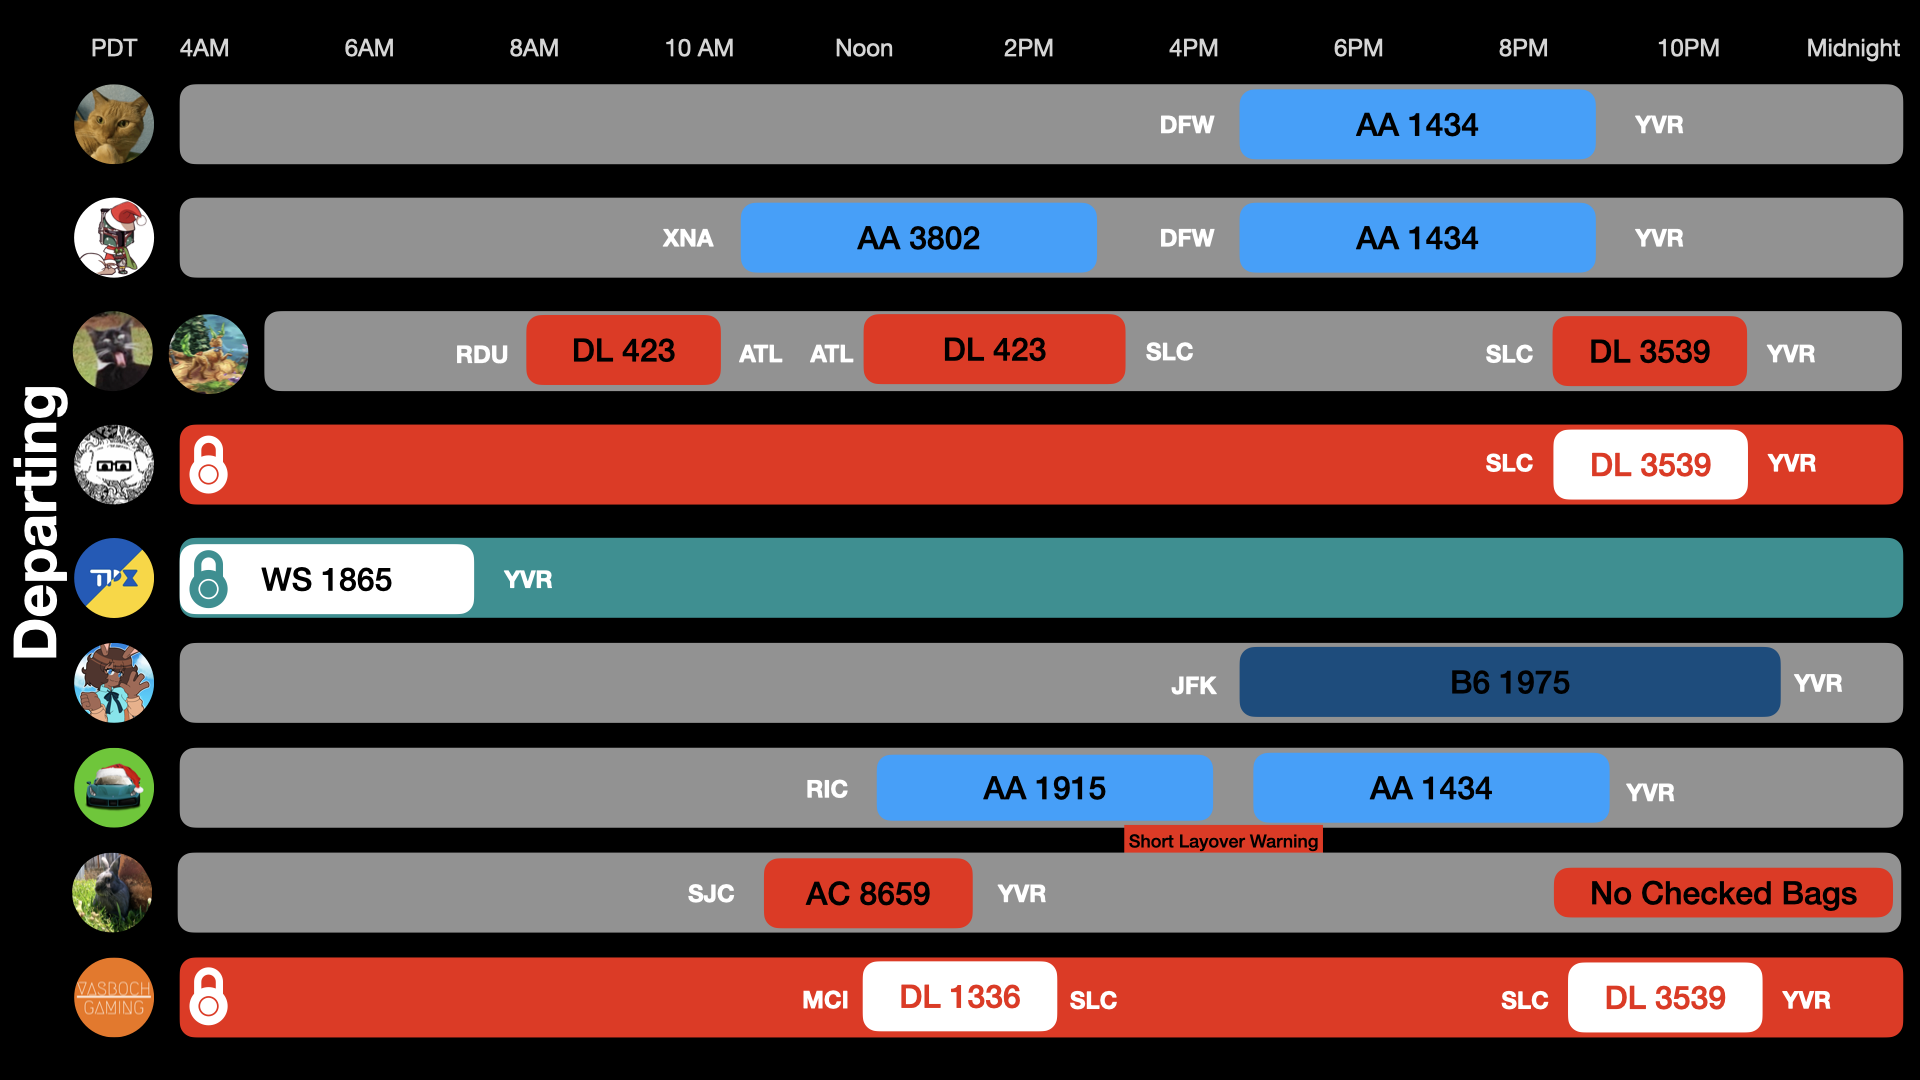 PDT 4AM 6AM 8AM 10 AM Noon 2PM 4PM 6PM 8PM 10PM Midnight
Departing
DFW AA 1434 YVR
XNA AA 3802 DFW AA 1434 YVR
RDU DL 423 ATL ATL DL 423 SLC SLC DL 3539 YVR
SLC DL 3539 YVR
TPX WS 1865 YVR
JFK B6 1975 YVR
RIC AA 1915 AA 1434 YVR
Short Layover Warning
SJC AC 8659 YVR No Checked Bags
VASBOCH
GAMING
MCI DL 1336 SLC SLC DL 3539 YVR